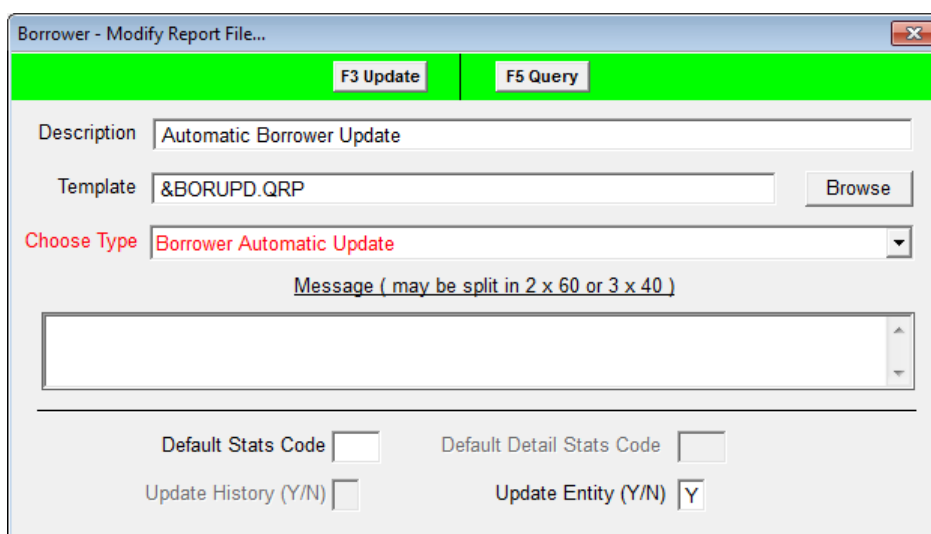 Borrower - Modify Report File...
F3 Update F5 Query
Description Automatic Borrower Update
Template &BORUPD.QRP Browse
Choose Type Borrower Automatic Update
Message ( may be split in 2 x 60 or 3 x 40 )
Default Stats Code Default Detail Stats Code
Update History (Y/N) Update Entity (Y/N) Y